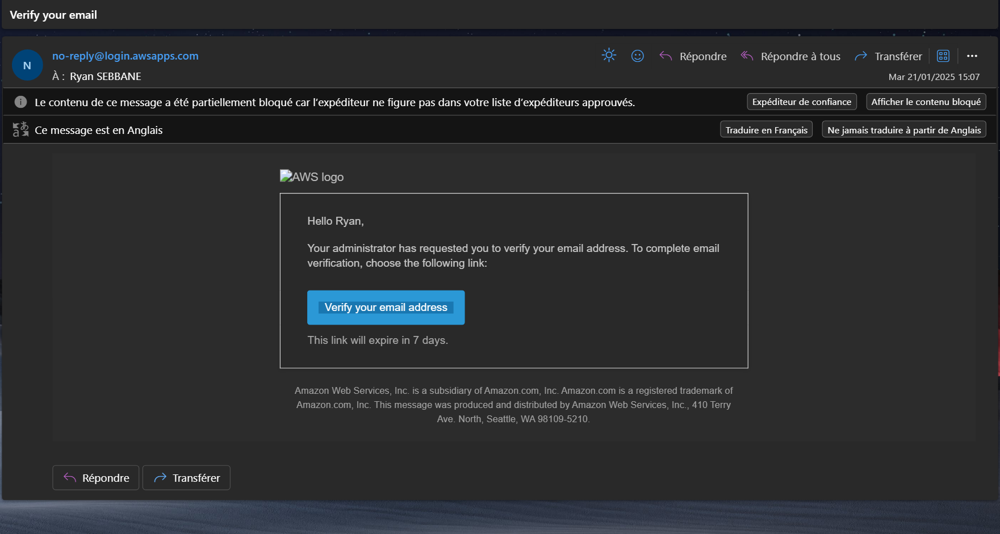 Verify your email
N
no-reply@login.awsapps.com
Répondre
Répondre à tous
Transférer
À : Ryan SEBBANE
Mar 21/01/2025 15:07
Le contenu de ce message a été partiellement bloqué car l’expéditeur ne figure pas dans votre liste d’expéditeurs approuvés.
Expéditeur de confiance
Afficher le contenu bloqué
Ce message est en Anglais
Traduire en Français
Ne jamais traduire à partir de Anglais
AWS logo
Hello Ryan,
Your administrator has requested you to verify your email address. To complete email
verification, choose the following link:
Verify your email address
This link will expire in 7 days.
Amazon Web Services, Inc. is a subsidiary of Amazon.com, Inc. Amazon.com is a registered trademark of
Amazon.com, Inc. This message was produced and distributed by Amazon Web Services, Inc., 410 Terry
Ave. North, Seattle, WA 98109-5210.
Répondre
Transférer